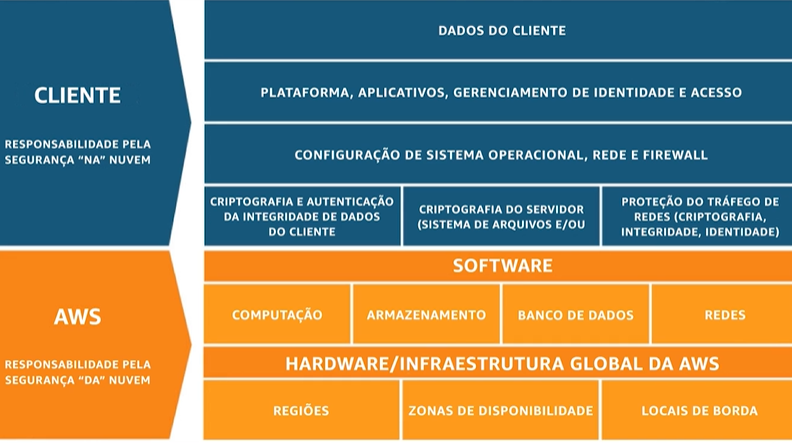 CLIENTE
RESPONSABILIDADE PELA
SEGURANÇA “NA” NUVEM
DADOS DO CLIENTE
PLATAFORMA, APLICATIVOS, GERENCIAMENTO DE IDENTIDADE E ACESSO
CONFIGURAÇÃO DE SISTEMA OPERACIONAL, REDE E FIREWALL
CRIPTOGRAFIA E AUTENTICAÇÃO
DA INTEGRIDADE DE DADOS
DO CLIENTE
CRIPTOGRAFIA DO SERVIDOR
(SISTEMA DE ARQUIVOS E/OU
PROTEÇÃO DO TRÁFEGO DE
REDES (CRIPTOGRAFIA,
INTEGRIDADE, IDENTIDADE)
AWS
RESPONSABILIDADE PELA
SEGURANÇA “DA” NUVEM
SOFTWARE
COMPUTAÇÃO
ARMAZENAMENTO
BANCO DE DADOS
REDES
HARDWARE/INFRAESTRUTURA GLOBAL DA AWS
REGIÕES
ZONAS DE DISPONIBILIDADE
LOCAIS DE BORDA